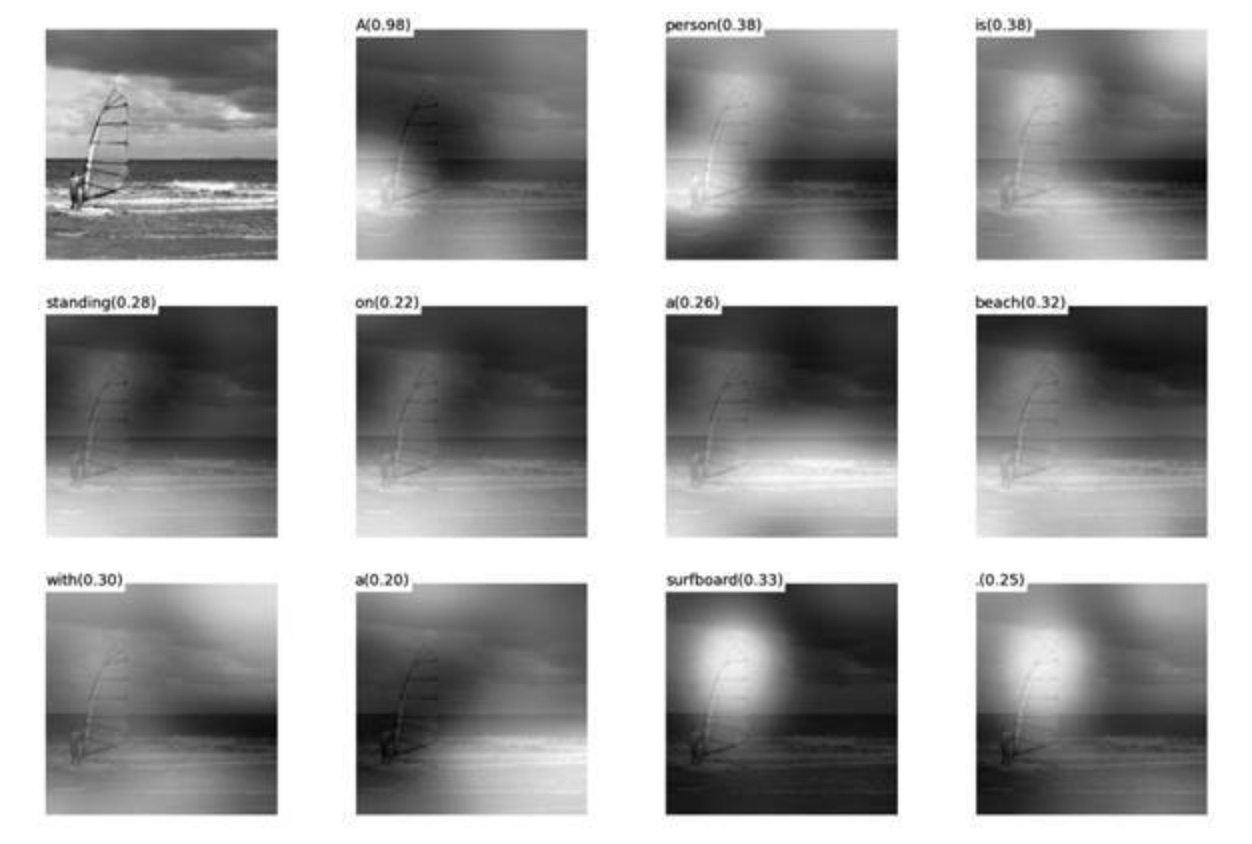 A(0.98) person(0.38) is(0.38)
standing(0.28) on(0.22) a(0.26) beach(0.32)
with(0.30) a(0.20) surfboard(0.33) .(0.25)